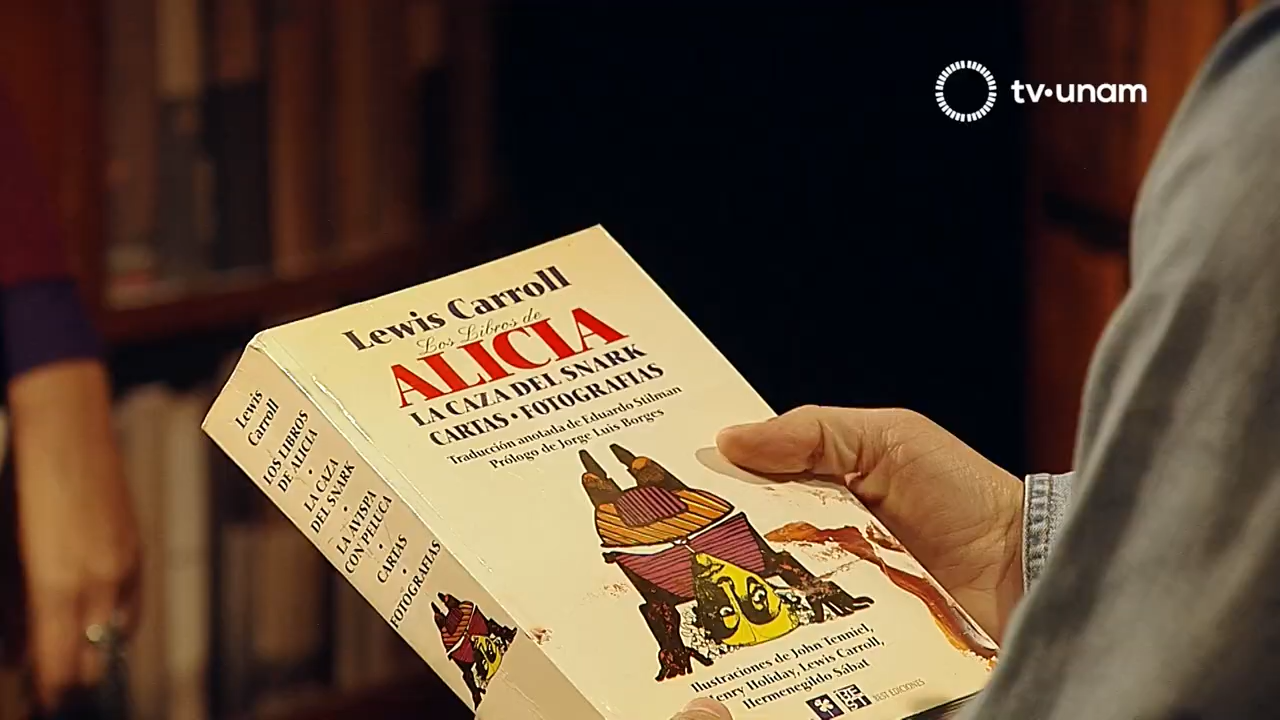 tv·unam
Lewis Carroll
Los Libros de
ALICIA
LA CAZA DEL SNARK
CARTAS • FOTOGRAFIAS
Traducción anotada de Eduardo Stilman
Prólogo de Jorge Luis Borges
Ilustraciones de John Tenniel,
Henry Holiday, Lewis Carroll,
Hermenegildo Sábat
BEST EDICIONES
Lewis
Carroll
LOS LIBROS
DE ALICIA
•
LA CAZA
DEL SNARK
•
LA AVISPA
CON PELUCA
•
CARTAS
•
FOTOGRAFIAS